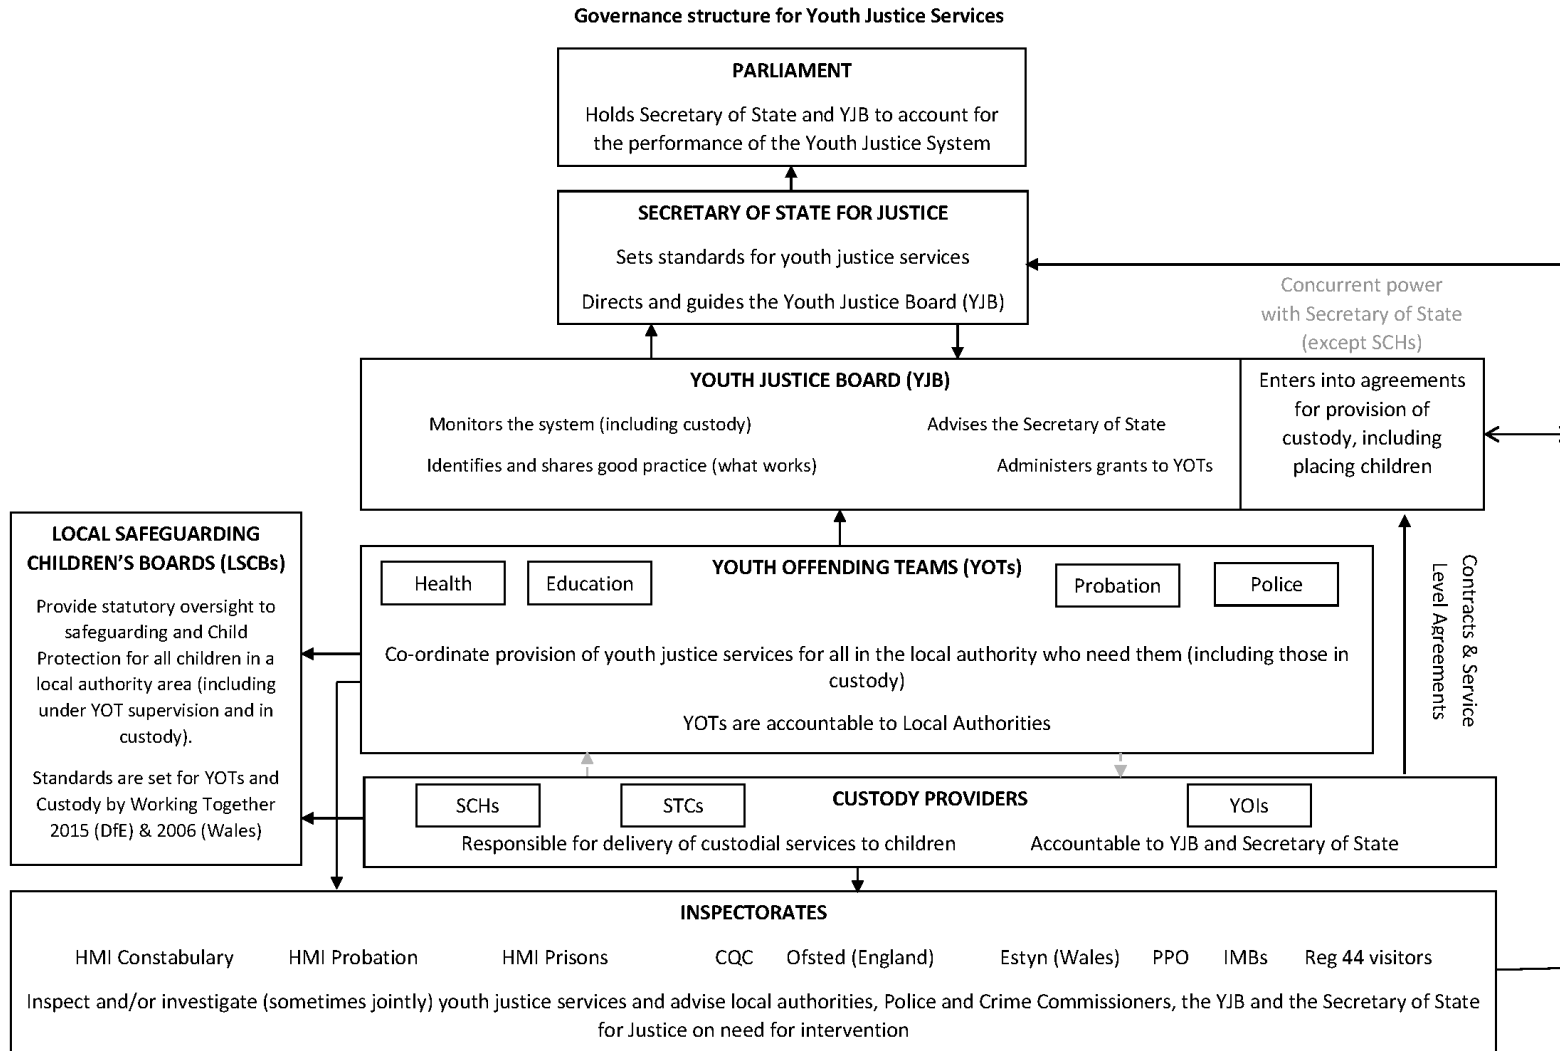 Governance structure for Youth Justice Services
PARLIAMENT
Holds Secretary of State and YJB to account for
the performance of the Youth Justice System
SECRETARY OF STATE FOR JUSTICE
Sets standards for youth justice services
Directs and guides the Youth Justice Board (YJB)
Concurrent power
with Secretary of State
(except SCHs)
YOUTH JUSTICE BOARD (YJB)
Monitors the system (including custody)
Advises the Secretary of State
Identifies and shares good practice (what works)
Administers grants to YOTs
Enters into agreements
for provision of
custody, including
placing children
LOCAL SAFEGUARDING
CHILDREN'S BOARDS (LSCBs)
Provide statutory oversight to
safeguarding and Child
Protection for all children in a
local authority area (including
under YOT supervision and in
custody).
Standards are set for YOTs and
Custody by Working Together
2015 (DfE) & 2006 (Wales)
YOUTH OFFENDING TEAMS (YOTs)
Health
Education
Probation
Police
Co-ordinate provision of youth justice services for all in the local authority who need them (including those in
custody)
YOTs are accountable to Local Authorities
Contracts & Service
Level Agreements
CUSTODY PROVIDERS
SCHs
STCs
YOIs
Responsible for delivery of custodial services to children
Accountable to YJB and Secretary of State
INSPECTORATES
HMI Constabulary
HMI Probation
HMI Prisons
CQC
Ofsted (England)
Estyn (Wales)
PPO
IMBs
Reg 44 visitors
Inspect and/or investigate (sometimes jointly) youth justice services and advise local authorities, Police and Crime Commissioners, the YJB and the Secretary of State
for Justice on need for intervention